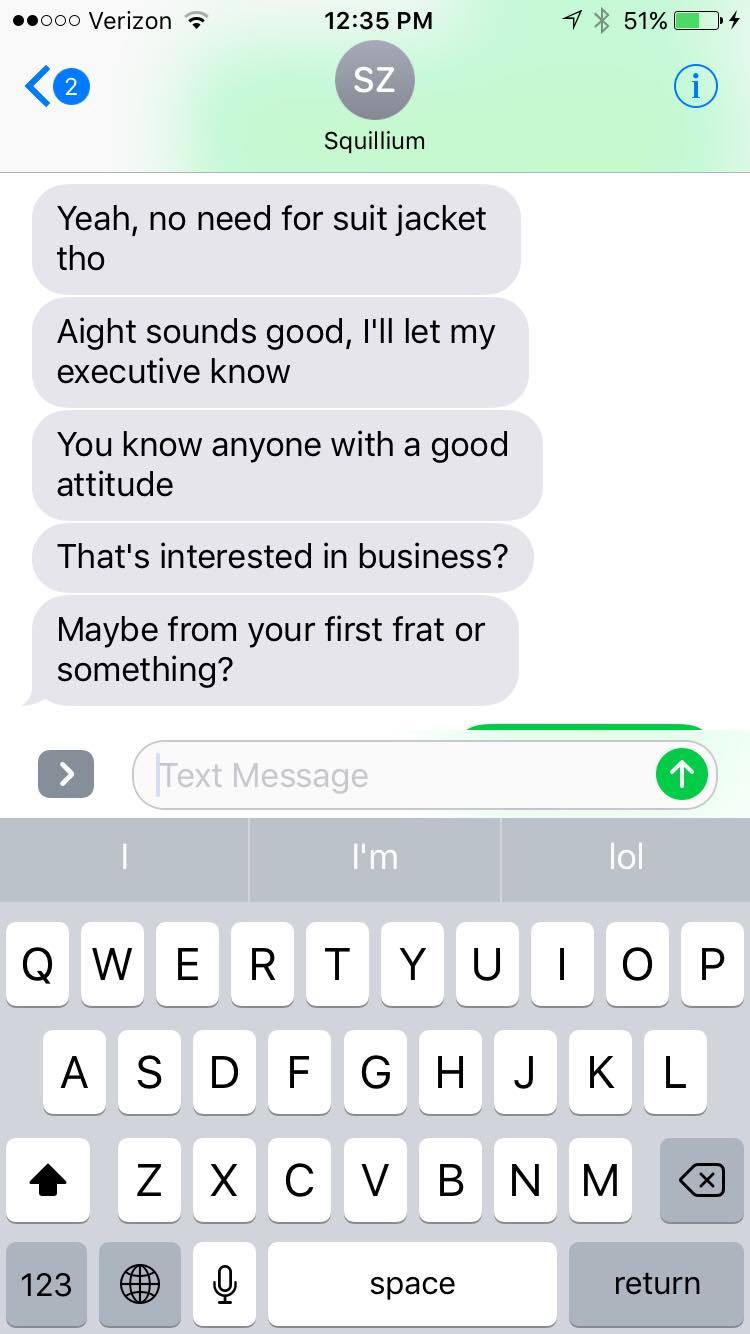 Verizon 12:35 PM 51%
2 SZ i
Squillium
Yeah, no need for suit jacket
tho
Aight sounds good, I'll let my
executive know
You know anyone with a good
attitude
That's interested in business?
Maybe from your first frat or
something?
Text Message
I I'm lol
Q W E R T Y U I O P
A S D F G H J K L
Z X C V B N M
123 space return